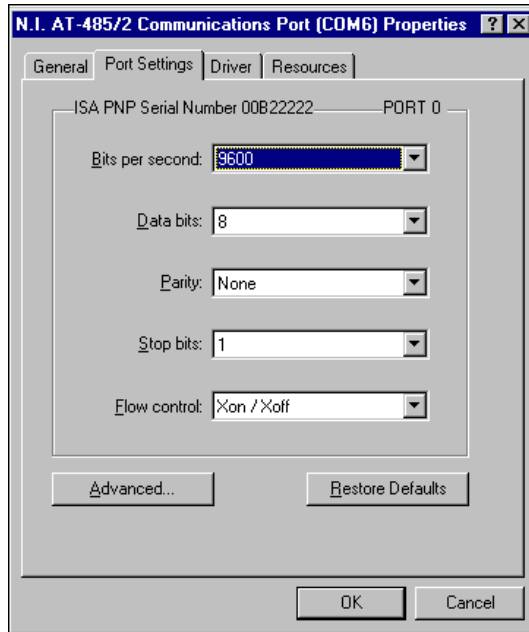 N.I. AT-485/2 Communications Port (COM6) Properties ? X
General Port Settings Driver Resources
ISA PNP Serial Number 00B22222 PORT 0
Bits per second: 9600
Data bits: 8
Parity: None
Stop bits: 1
Flow control: Xon / Xoff
Advanced... Restore Defaults
OK Cancel